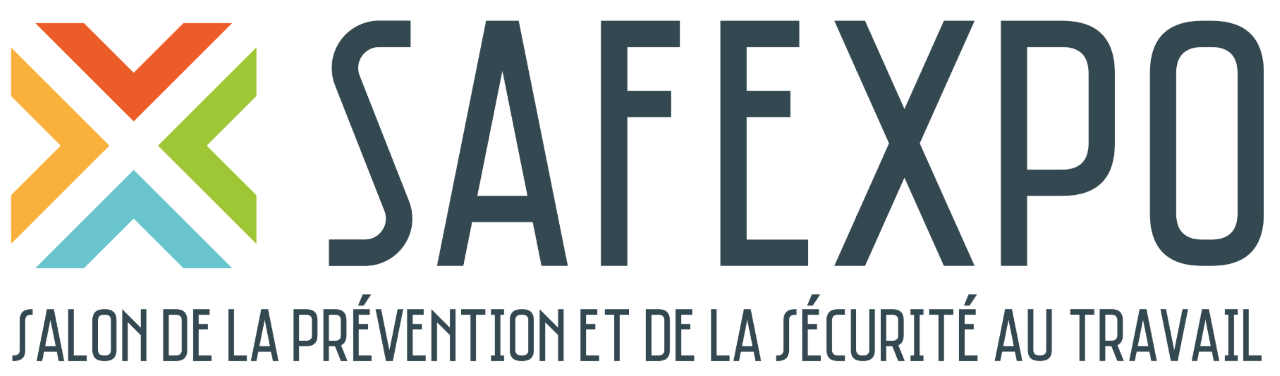 SAFEXPO
SALON DE LA PRÉVENTION ET DE LA SÉCURITÉ AU TRAVAIL